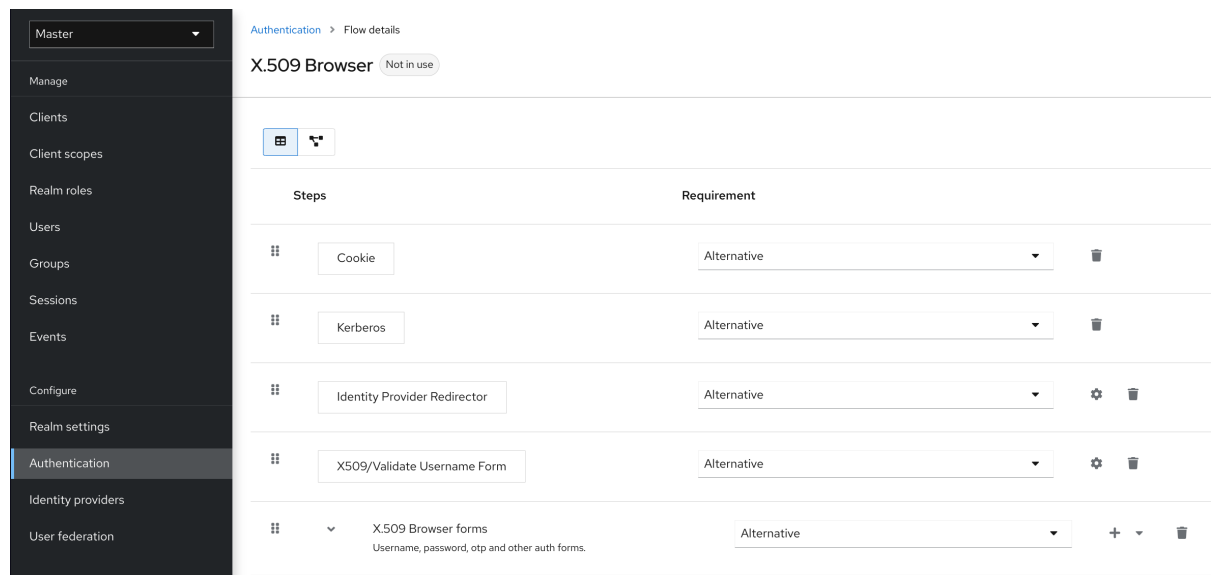 Master
Manage
Clients
Client scopes
Realm roles
Users
Groups
Sessions
Events
Configure
Realm settings
Authentication
Identity providers
User federation
Authentication > Flow details
X.509 Browser Not in use
Steps Requirement
Cookie Alternative
Kerberos Alternative
Identity Provider Redirector Alternative
X509/Validate Username Form Alternative
X.509 Browser forms Alternative
Username, password, otp and other auth forms.